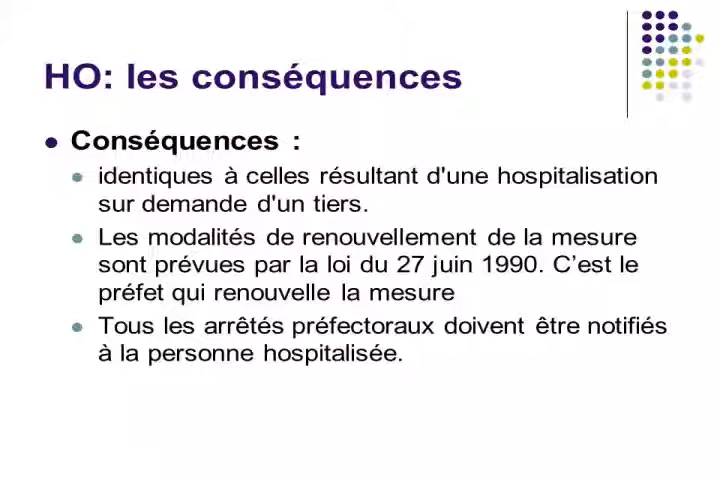 HO: les conséquences
Conséquences :
identiques à celles résultant d'une hospitalisation
sur demande d'un tiers.
Les modalités de renouvellement de la mesure
sont prévues par la loi du 27 juin 1990. C’est le
préfet qui renouvelle la mesure
Tous les arrêtés préfectoraux doivent être notifiés
à la personne hospitalisée.